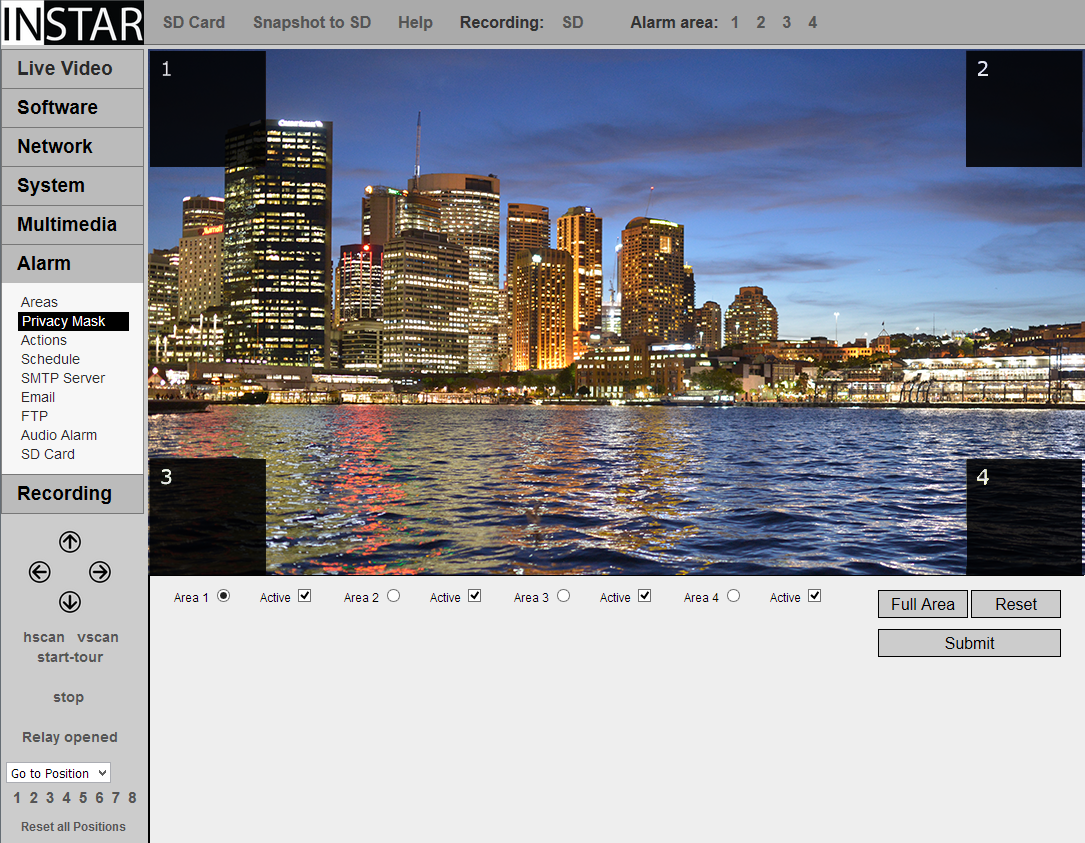 INSTAR
SD Card Snapshot to SD Help Recording: SD Alarm area: 1 2 3 4
Live Video
Software
Network
System
Multimedia
Alarm
Areas
Privacy Mask
Actions
Schedule
SMTP Server
Email
FTP
Audio Alarm
SD Card
Recording
hscan vscan
start-tour
stop
Relay opened
Go to Position
1 2 3 4 5 6 7 8
Reset all Positions
1
2
Marriott
3
4
Area 1 Active Area 2 Active Area 3 Active Area 4 Active
Full Area Reset
Submit